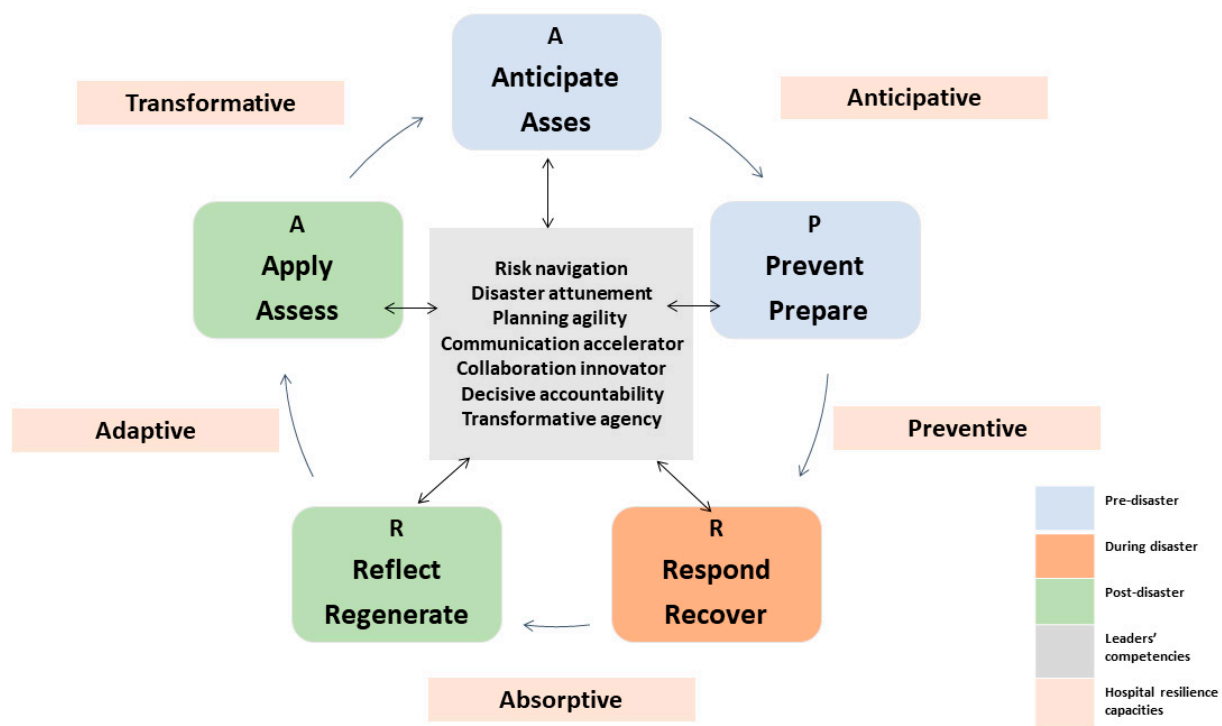 A
Anticipate
Asses
Transformative
Anticipative
A
Apply
Assess
P
Prevent
Prepare
Risk navigation
Disaster attunement
Planning agility
Communication accelerator
Collaboration innovator
Decisive accountability
Transformative agency
Adaptive
Preventive
R
Reflect
Regenerate
R
Respond
Recover
Absorptive
Pre-disaster
During disaster
Post-disaster
Leaders’
competencies
Hospital resilience
capacities